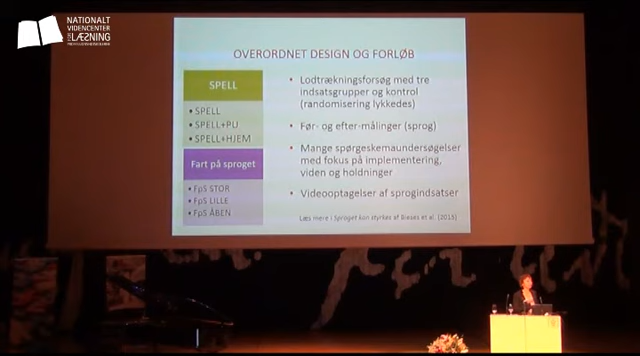 NATIONALT
VIDENCENTER
FOR LÆSNING
OVERORDNET DESIGN OG FORLØB
SPELL
• SPELL
• SPELL+PU
• SPELL+HJEM
Fart på sproget
• FpS STOR
• FpS LILLE
• FpS ÅBEN
• Lodtrækningsforsøg med tre
indsatsgrupper og kontrol
(randomisering lykkedes)
• Før- og efter-målinger (sprog)
• Mange spørgeskemaundersøgelser
med fokus på implementering,
viden og holdninger
• Videooptagelser af sprogindsatser
Læs mere i Sproget kan styrkes af Bleses et al. (2015)